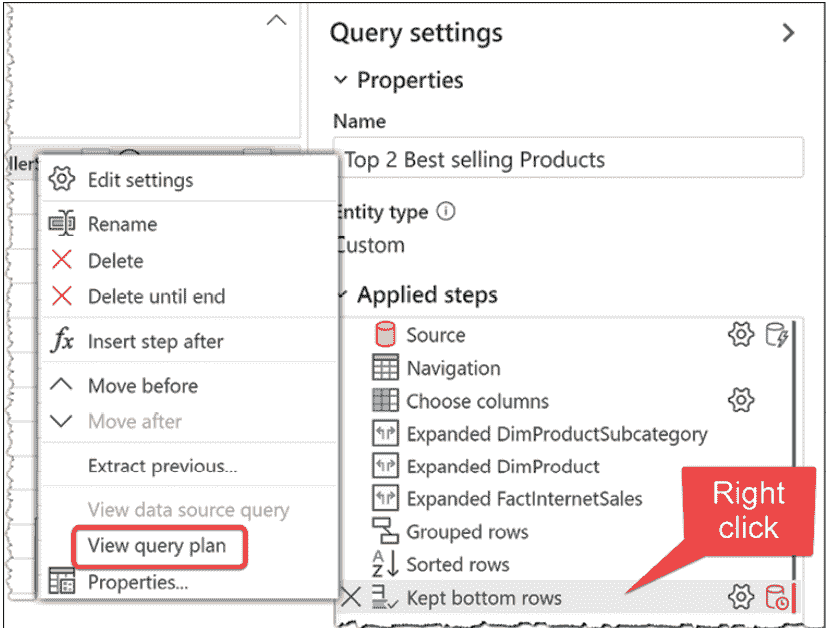 Query settings
Properties
Name
Top 2 Best selling Products
Entity type
Custom
Applied steps
Source
Navigation
Choose columns
Expanded DimProductSubcategory
Expanded DimProduct
Expanded FactInternetSales
Grouped rows
Sorted rows
Kept bottom rows
Right
click
Edit settings
Rename
Delete
Delete until end
fx Insert step after
Move before
Move after
Extract previous...
View data source query
View query plan
Properties...